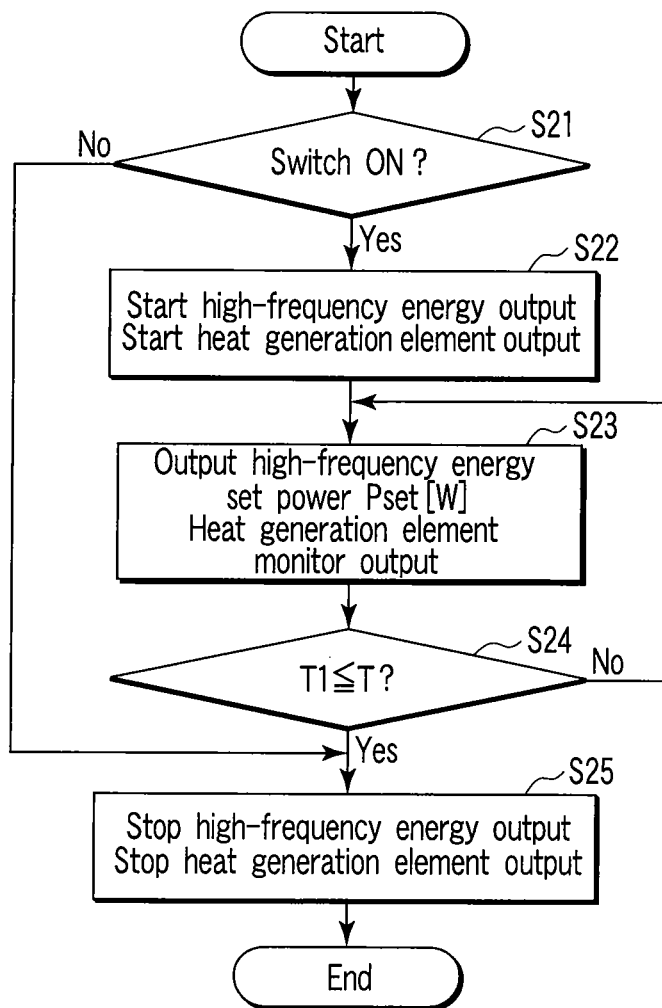 Start
S21
No
Switch ON ?
Yes
S22
Start high-frequency energy output
Start heat generation element output
S23
Output high-frequency energy
set power Pset [W]
Heat generation element
monitor output
S24
No
T1≦T?
Yes
S25
Stop high-frequency energy output
Stop heat generation element output
End